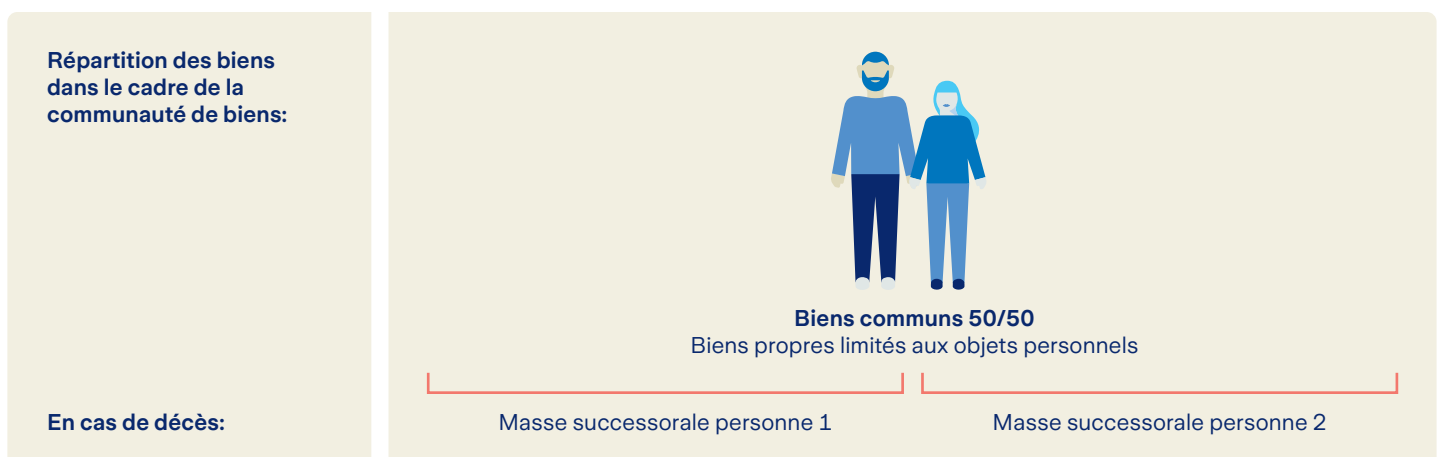 Répartition des biens
dans le cadre de la
communauté de biens:
Biens communs 50/50
Biens propres limités aux objets personnels
En cas de décès:
Masse successorale personne 1
Masse successorale personne 2